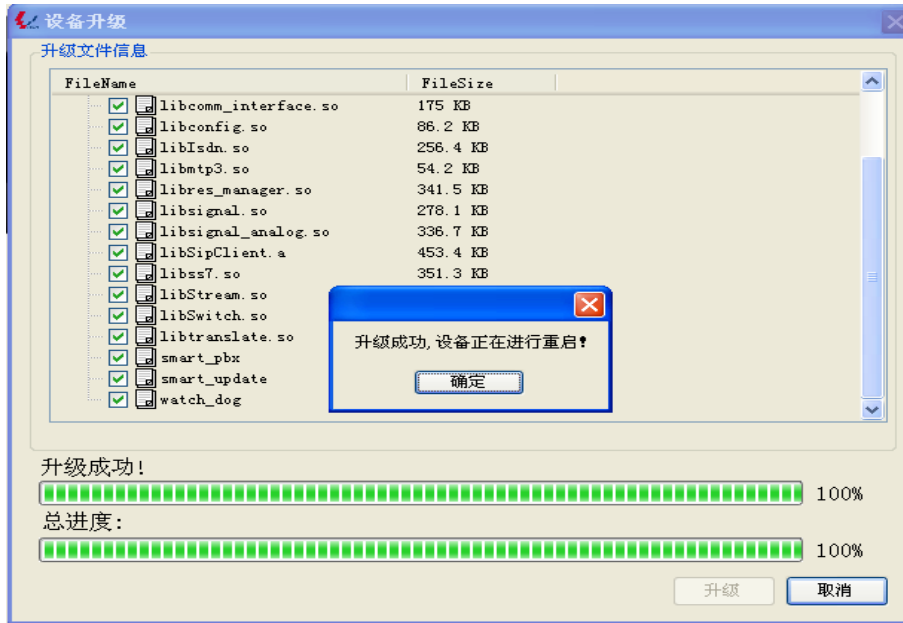 设备升级
升级文件信息
FileName FileSize
libcomm_interface.so 175 KB
libconfig.so 86.2 KB
libIsdn.so 256.4 KB
libmtp3.so 54.2 KB
libres_manager.so 341.5 KB
libsignal.so 278.1 KB
libsignal_analog.so 336.7 KB
libSipClient.a 453.4 KB
libss7.so 351.3 KB
libStream.so
libSwitch.so
libtranslate.so
smart_pbx
smart_update
watch_dog
升级成功,设备正在进行重启!
确定
升级成功!
100%
总进度:
100%
升级 取消